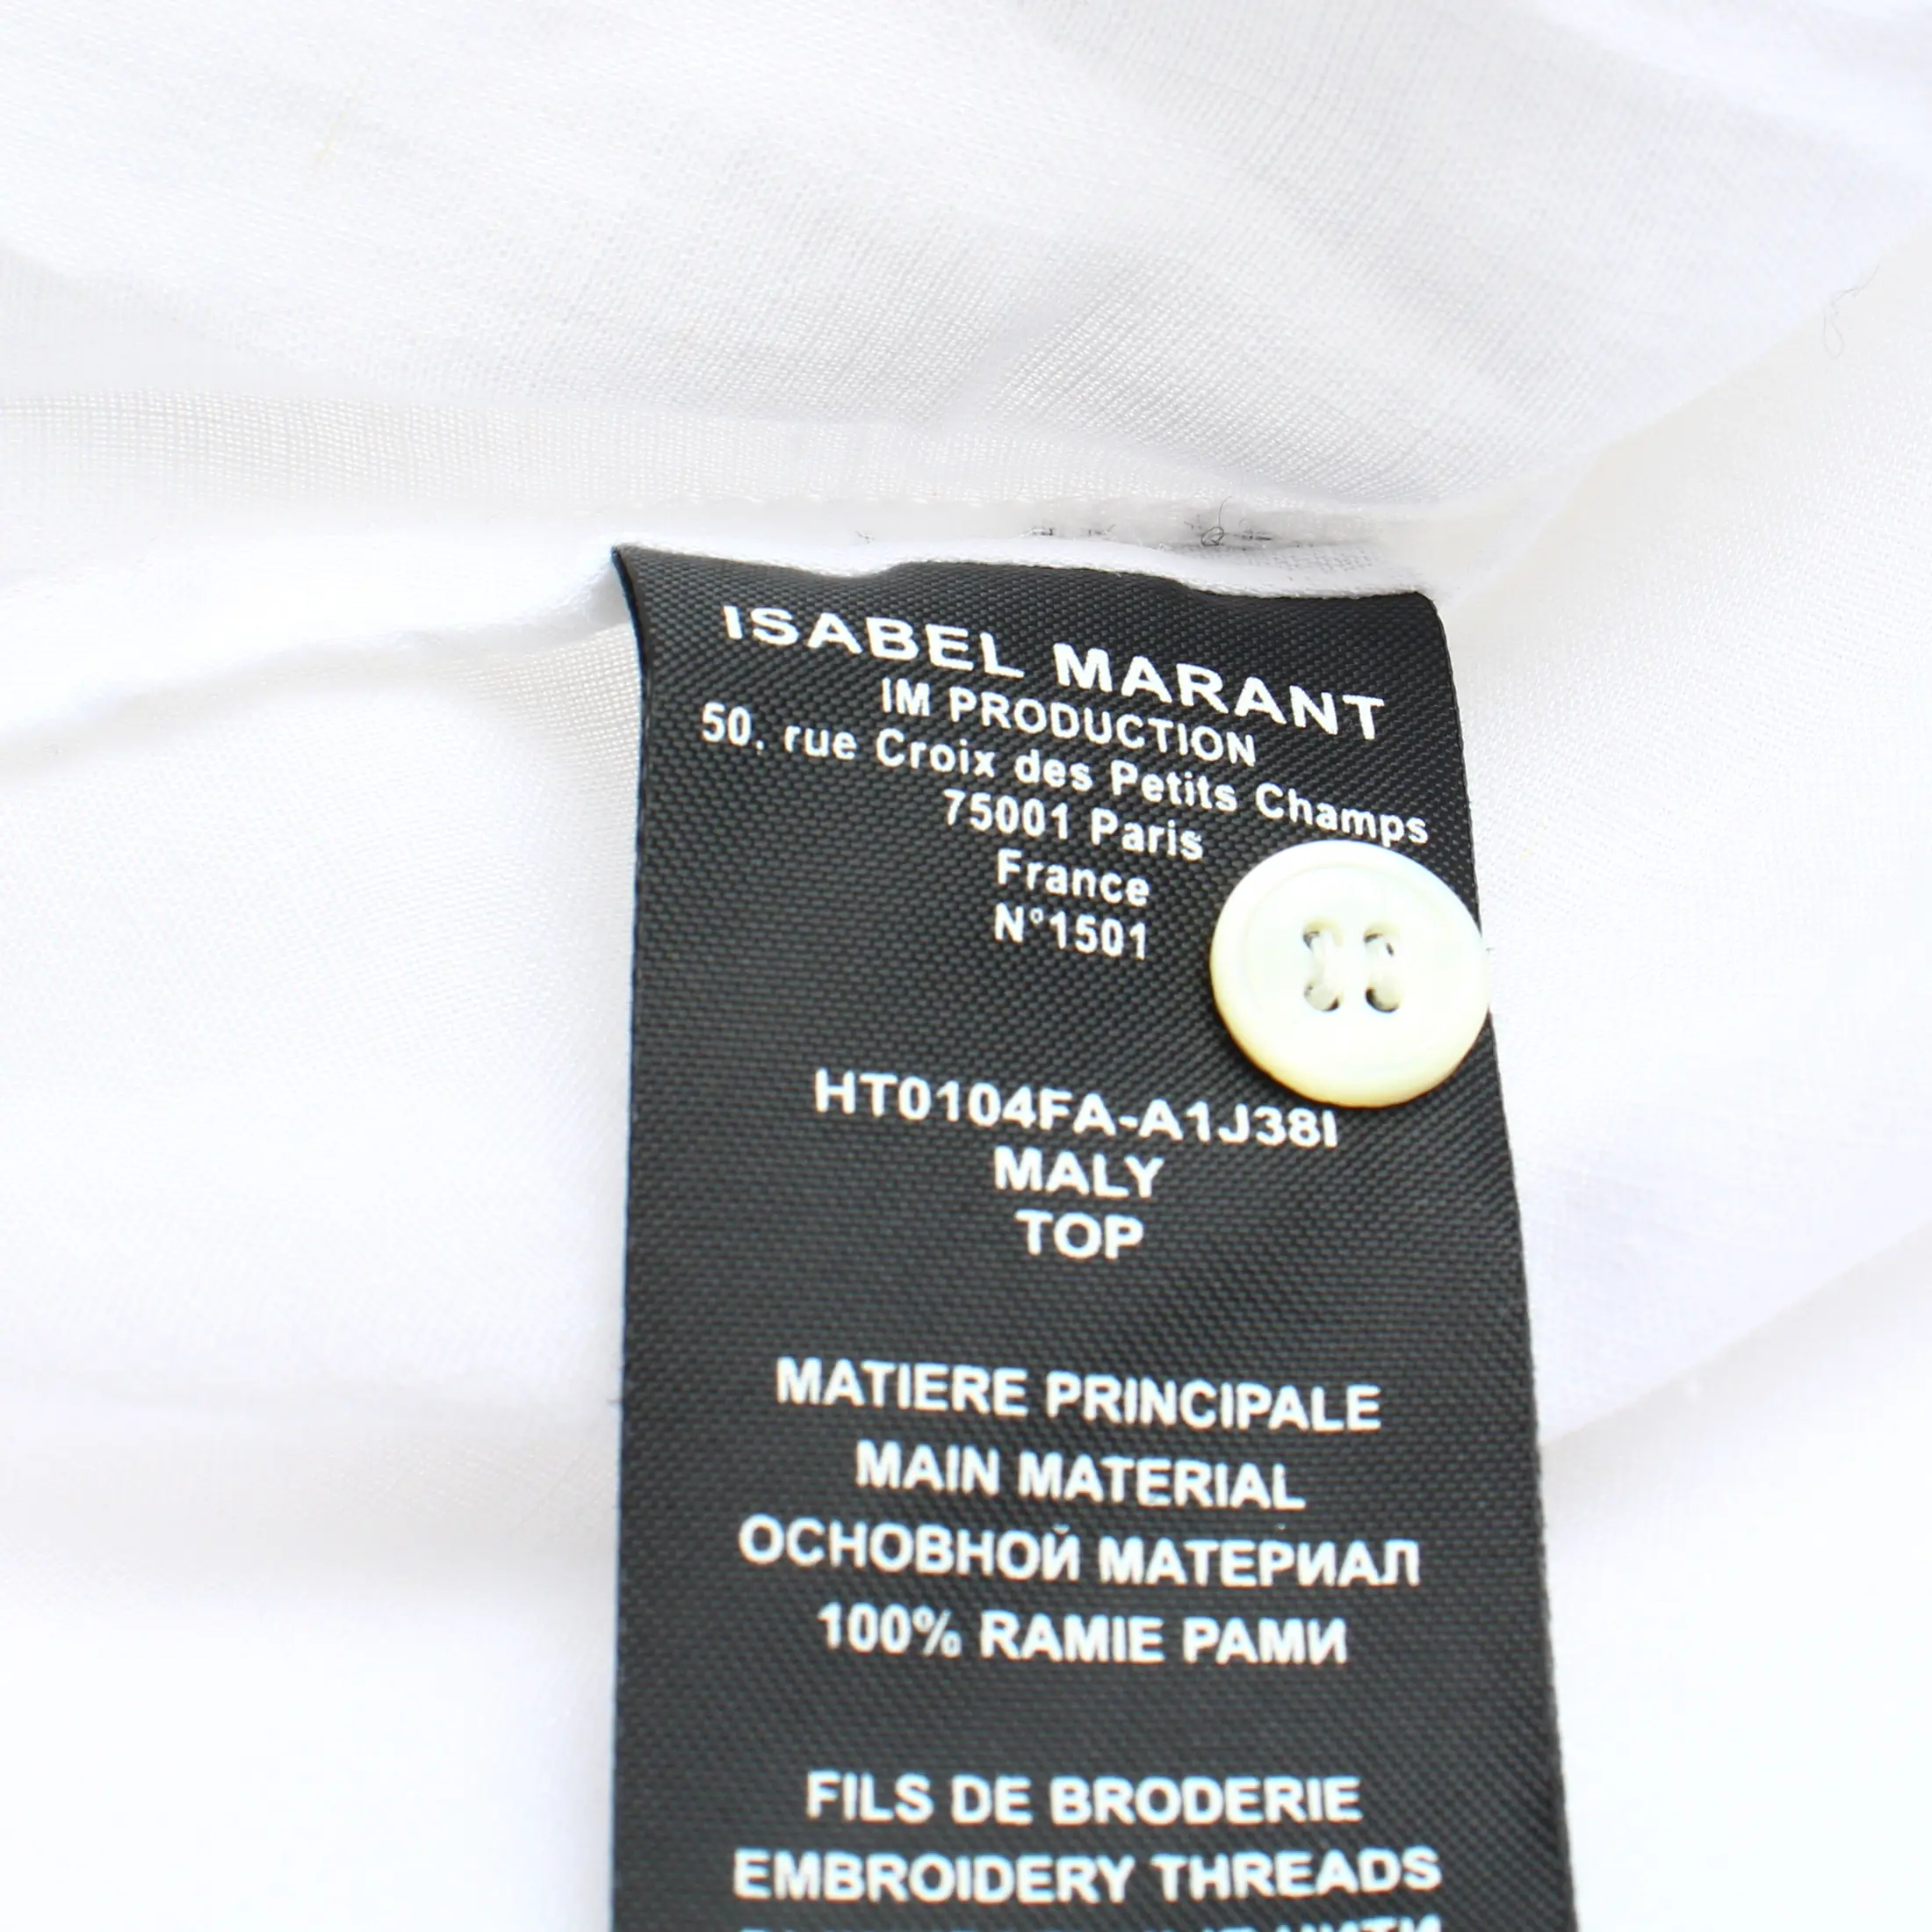 ISABEL MARANT
IM PRODUCTION
50, rue Croix des Petits Champs
75001 Paris
France
N°1501
HT0104FA-A1J38I
MALY
TOP
MATIERE PRINCIPALE
MAIN MATERIAL
ОСНОВНОЙ МАТЕРИАЛ
100% RAMIE РАМИ
FILS DE BRODERIE
EMBROIDERY THREADS